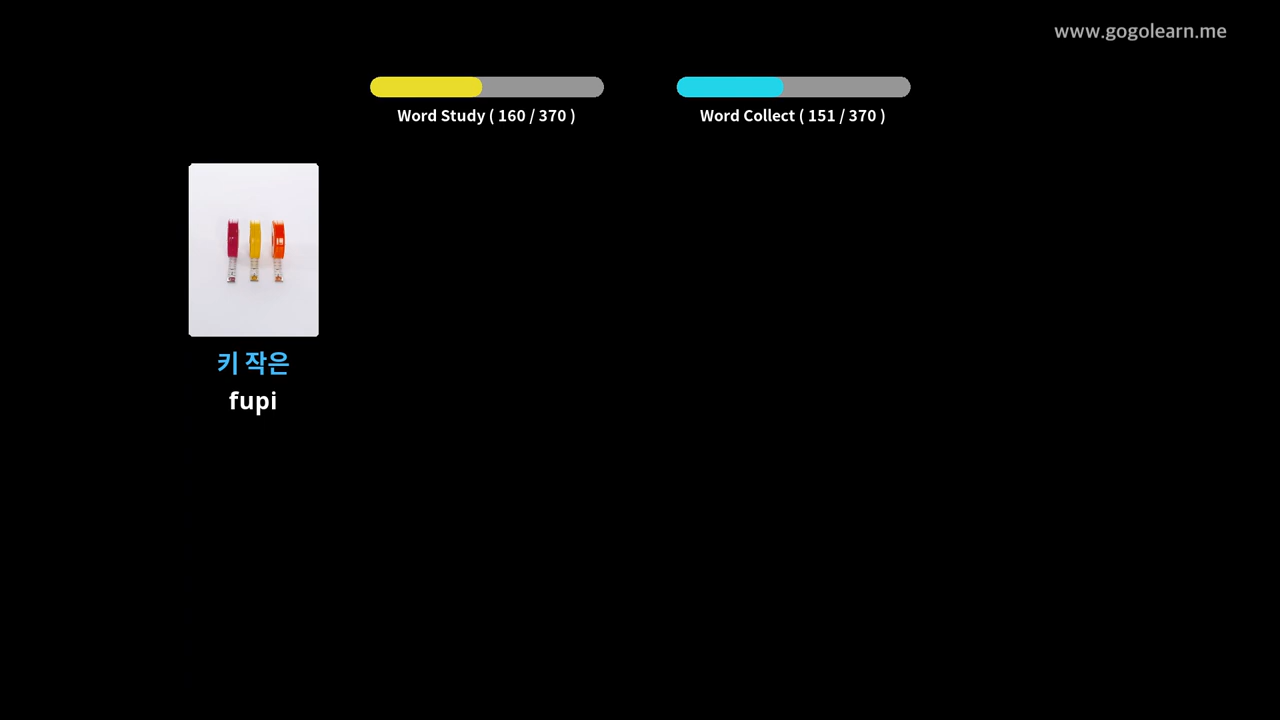 www.gogolearn.me
Word Study ( 160 / 370 )
Word Collect ( 151 / 370 )
키 작은
fupi